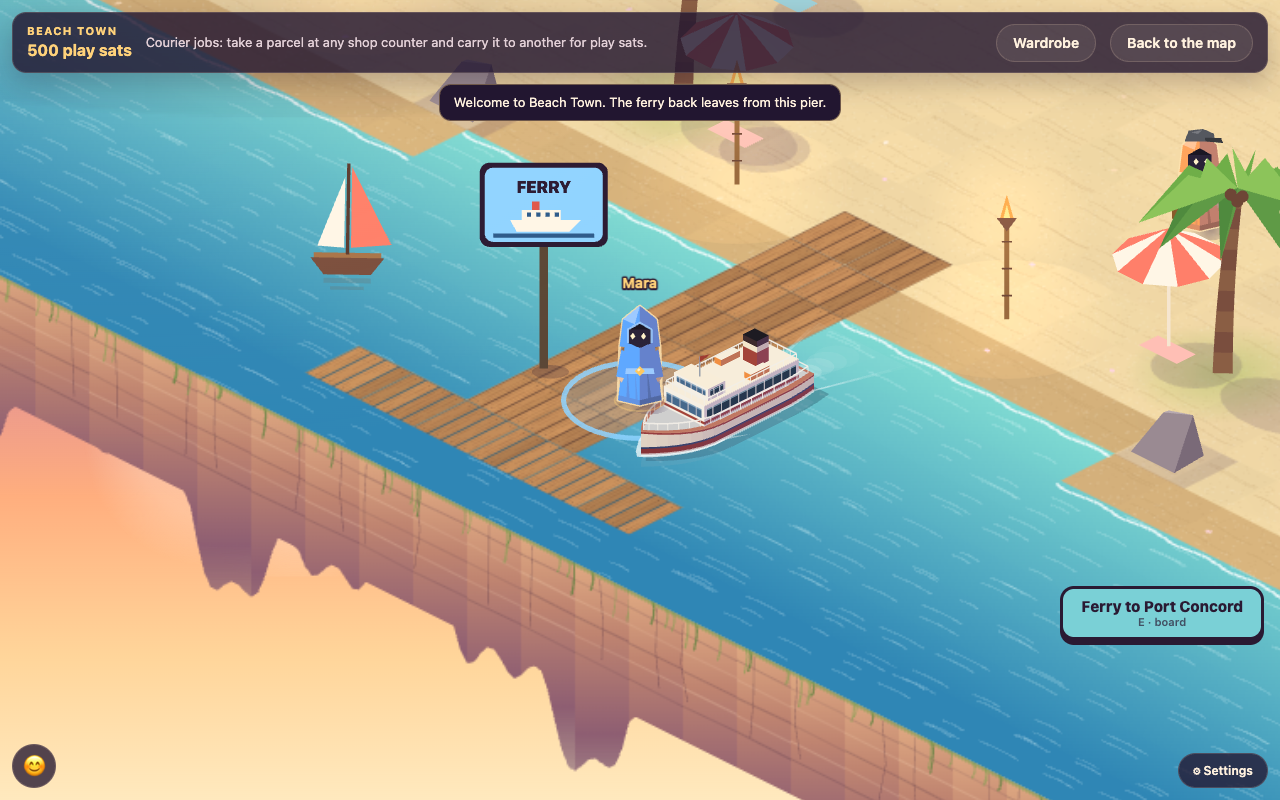 BEACH TOWN
500 play sats
Courier jobs: take a parcel at any shop counter and carry it to another for play sats.
Wardrobe
Back to the map
Welcome to Beach Town. The ferry back leaves from this pier.
FERRY
Mara
Ferry to Port Concord
E · board
Settings